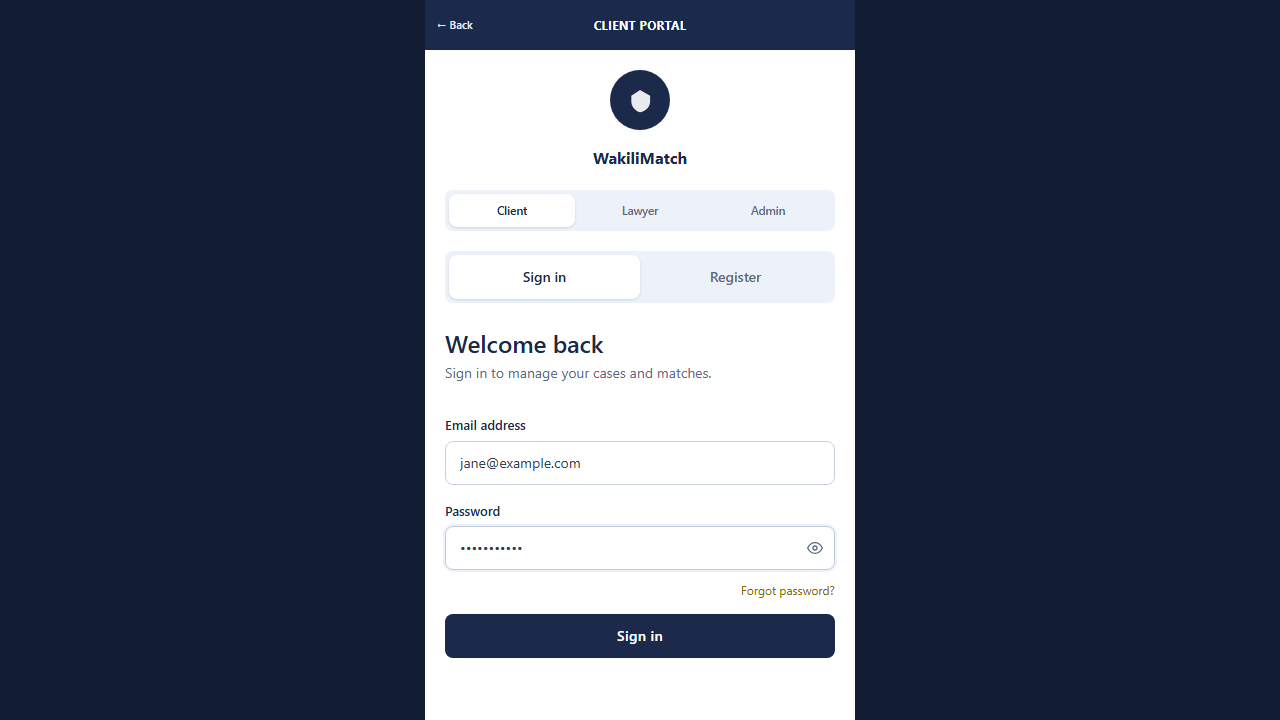 ← Back
CLIENT PORTAL
WakiliMatch
Client Lawyer Admin
Sign in Register
Welcome back
Sign in to manage your cases and matches.
Email address
jane@example.com
Password
•••••••••••
Forgot password?
Sign in